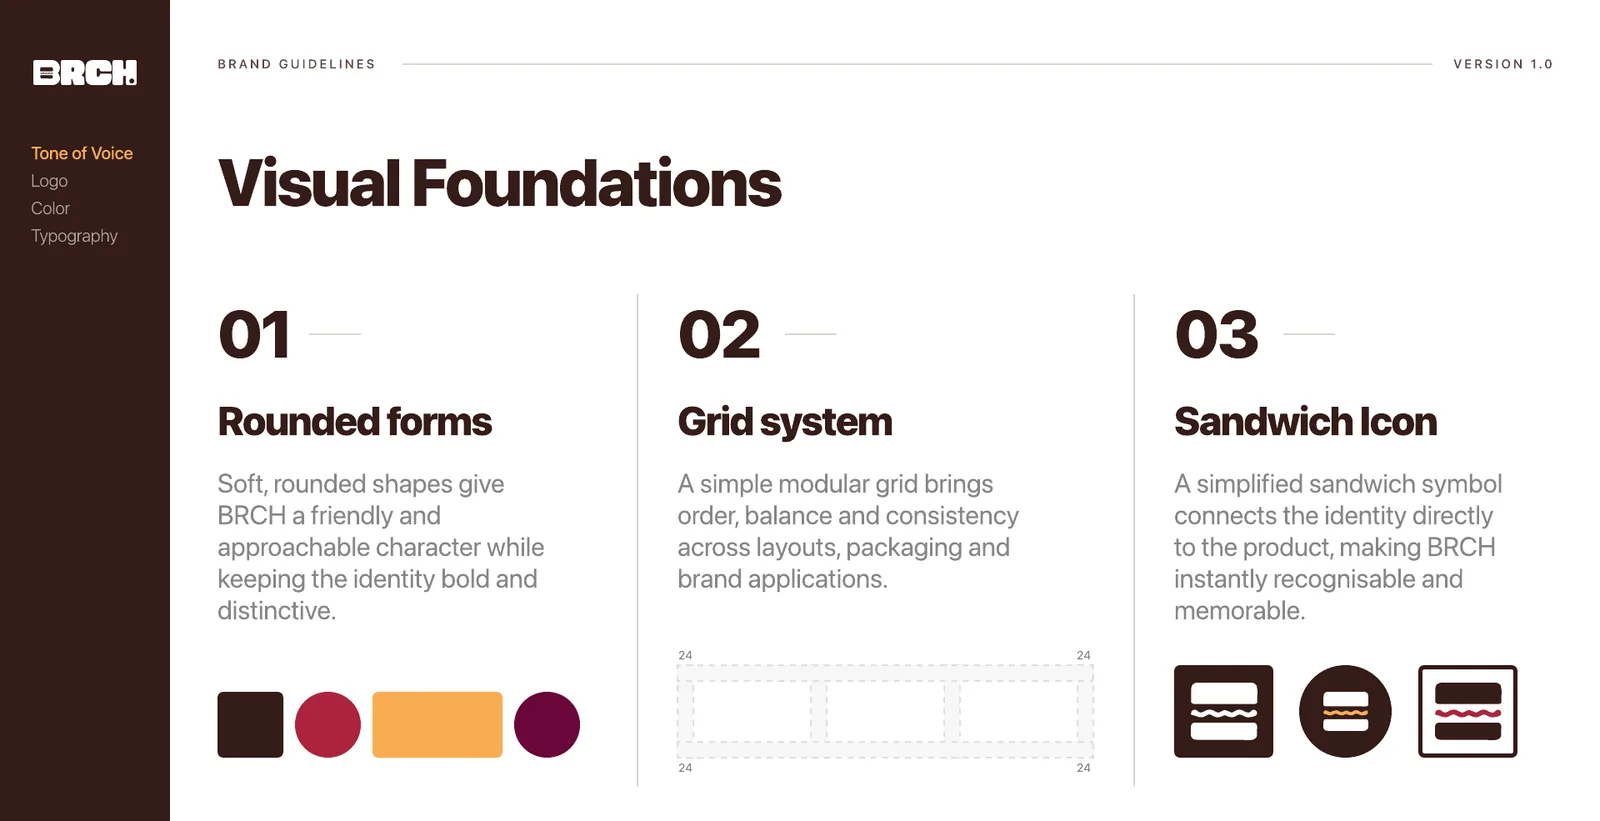 BRCH
BRAND GUIDELINES
VERSION 1.0
Tone of Voice
Logo
Color
Typography
Visual Foundations
01
Rounded forms
Soft, rounded shapes give
BRCH a friendly and
approachable character while
keeping the identity bold and
distinctive.
02
Grid system
A simple modular grid brings
order, balance and consistency
across layouts, packaging and
brand applications.
24
24
24
24
03
Sandwich Icon
A simplified sandwich symbol
connects the identity directly
to the product, making BRCH
instantly recognisable and
memorable.